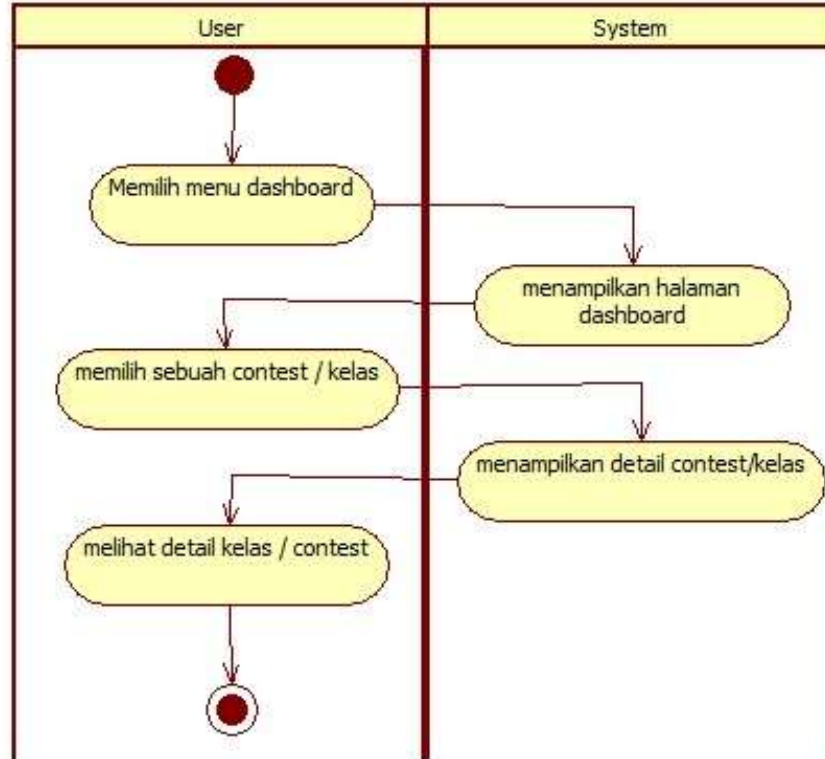 User
System
Memilih menu dashboard
menampilkan halaman
dashboard
memilih sebuah contest / kelas
menampilkan detail contest/kelas
melihat detail kelas / contest